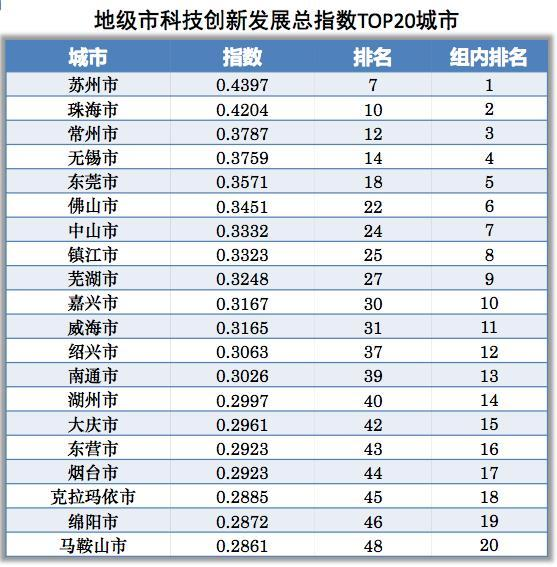 地级市科技创新发展总指数TOP20城市
城市 指数 排名 组内排名
苏州市 0.4397 7 1
珠海市 0.4204 10 2
常州市 0.3787 12 3
无锡市 0.3759 14 4
东莞市 0.3571 18 5
佛山市 0.3451 22 6
中山市 0.3332 24 7
镇江市 0.3323 25 8
芜湖市 0.3248 27 9
嘉兴市 0.3167 30 10
威海市 0.3165 31 11
绍兴市 0.3063 37 12
南通市 0.3026 39 13
湖州市 0.2997 40 14
大庆市 0.2961 42 15
东营市 0.2923 43 16
烟台市 0.2923 44 17
克拉玛依市 0.2885 45 18
绵阳市 0.2872 46 19
马鞍山市 0.2861 48 20